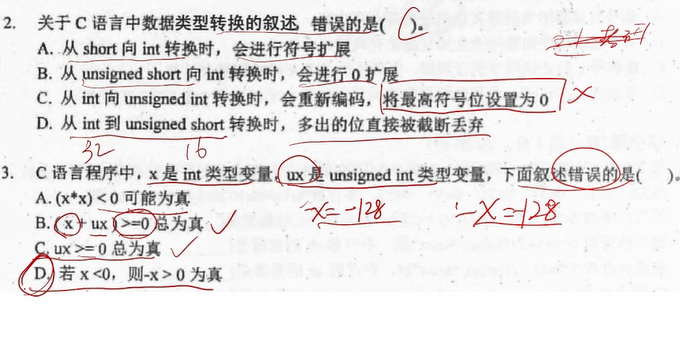 2. 关于 C 语言中数据类型转换的叙述,错误的是( C )。
A. 从 short 向 int 转换时,会进行符号扩展
B. 从 unsigned short 向 int 转换时,会进行 0 扩展
C. 从 int 向 unsigned int 转换时,会重新编码,将最高符号位设置为 0 ×
D. 从 int 到 unsigned short 转换时,多出的位直接被截断丢弃
32 16
3. C 语言程序中,x 是 int 类型变量,ux 是 unsigned int 类型变量,下面叙述错误的是( )。
A. (x*x) < 0 可能为真
x=-128 -x=128
B. ( x + ux ) >=0 总为真 ✓
C. ux >= 0 总为真 ✓
D. 若 x <0,则-x> 0 为真